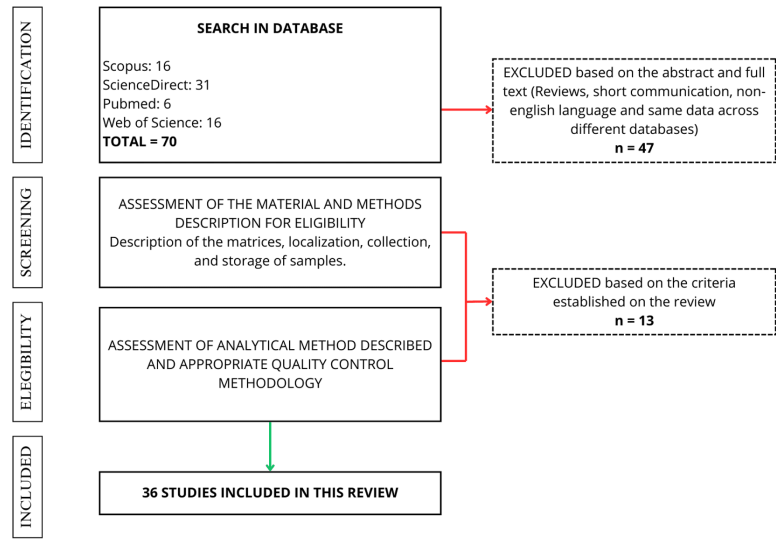 IDENTIFICATION
SEARCH IN DATABASE
Scopus: 16
ScienceDirect: 31
Pubmed: 6
Web of Science: 16
TOTAL = 70
EXCLUDED based on the abstract and full
text (Reviews, short communication, non-
english language and same data across
different databases)
n = 47
SCREENING
ASSESSMENT OF THE MATERIAL AND METHODS
DESCRIPTION FOR ELIGIBILITY
Description of the matrices, localization, collection,
and storage of samples.
EXCLUDED based on the criteria
established on the review
n = 13
ELEGIBILITY
ASSESSMENT OF ANALYTICAL METHOD DESCRIBED
AND APPROPRIATE QUALITY CONTROL
METHODOLOGY
INCLUDED
36 STUDIES INCLUDED IN THIS REVIEW